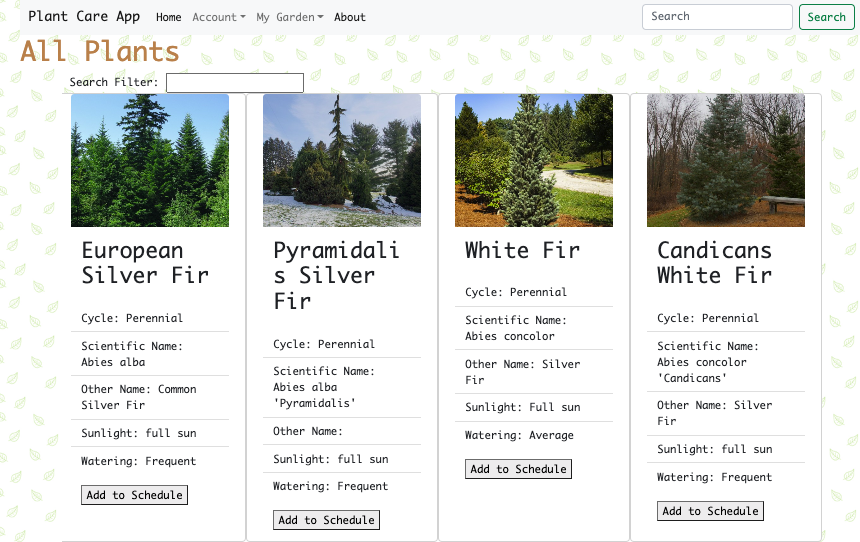 Plant Care App Home Account My Garden About Search Search
All Plants
Search Filter:
European
Silver Fir
Cycle: Perennial
Scientific Name:
Abies alba
Other Name: Common
Silver Fir
Sunlight: full sun
Watering: Frequent
Add to Schedule
Pyramidali
s Silver
Fir
Cycle: Perennial
Scientific Name:
Abies alba
'Pyramidalis'
Other Name:
Sunlight: full sun
Watering: Frequent
Add to Schedule
White Fir
Cycle: Perennial
Scientific Name:
Abies concolor
Other Name: Silver
Fir
Sunlight: Full sun
Watering: Average
Add to Schedule
Candicans
White Fir
Cycle: Perennial
Scientific Name:
Abies concolor
'Candicans'
Other Name: Silver
Fir
Sunlight: full sun
Watering: Frequent
Add to Schedule